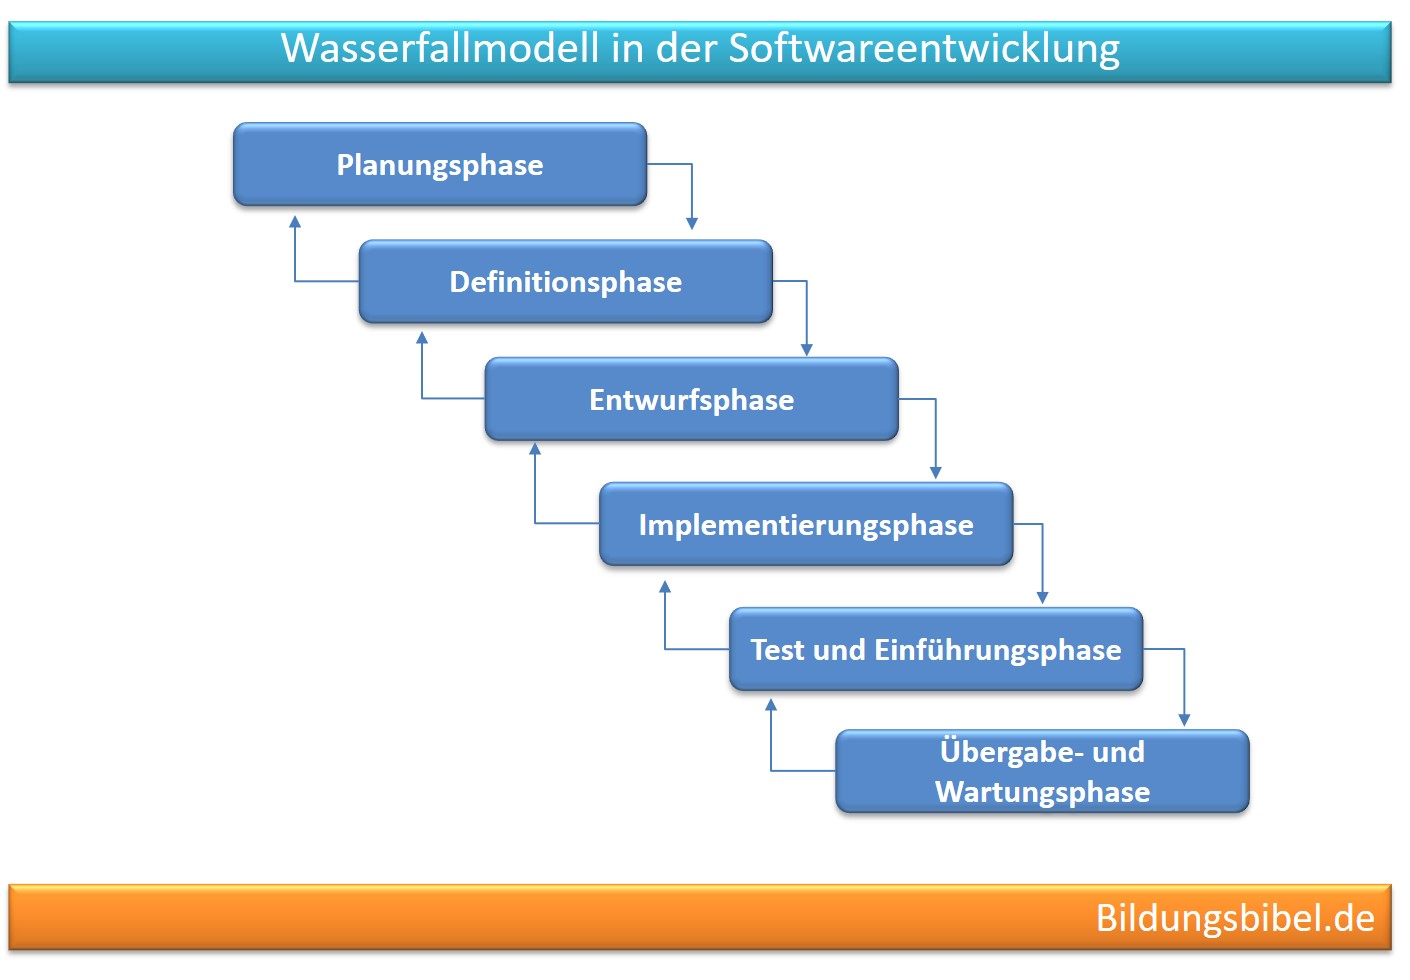 Wasserfallmodell in der Softwareentwicklung
Planungsphase
Definitionsphase
Entwurfsphase
Implementierungsphase
Test und Einführungsphase
Übergabe- und
Wartungsphase
Bildungsbibel.de